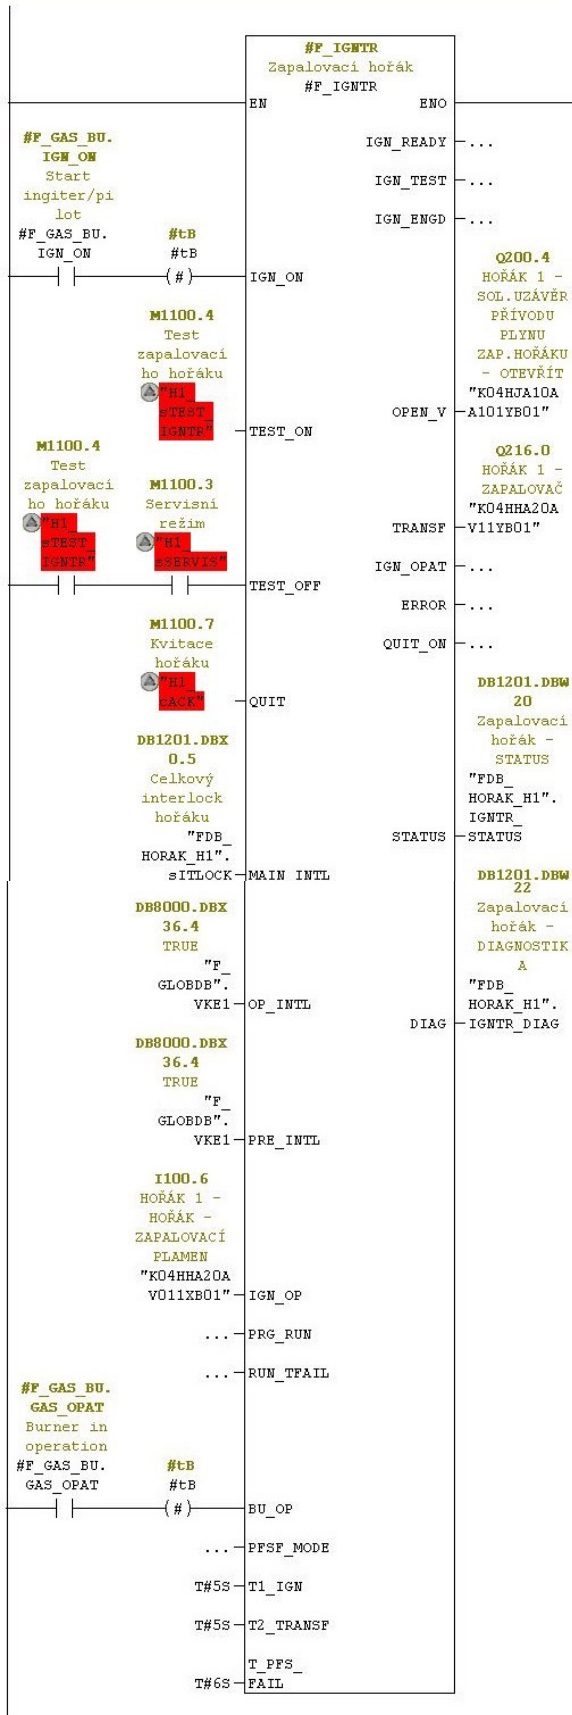 #F_IGNTR
Zapalovací hořák
#F_IGNTR
EN
ENO
#F_GAS_BU.
IGN_ON
Start
ingiter/pi
lot
#F_GAS_BU.
IGN_ON
#tB
#tB
(#)
IGN_ON
IGN_READY
...
IGN_TEST
...
IGN_ENGD
...
M1100.4
Test
zapalovací
ho hořáku
"H1_
sTEST_
IGNTR"
TEST_ON
Q200.4
HOŘÁK 1 -
SOL.UZÁVĚR
PŘÍVODU
PLYNU
ZAP.HOŘÁKU
- OTEVŘÍT
"K04HJA10A
A101YB01"
OPEN_V
M1100.4
Test
zapalovací
ho hořáku
"H1_
sTEST_
IGNTR"
M1100.3
Servisní
režim
"H1_
sSERVIS"
TEST_OFF
Q216.0
HOŘÁK 1 -
ZAPALOVAČ
"K04HHA20A
V11YB01"
TRANSF
IGN_OPAT
...
ERROR
...
QUIT_ON
...
M1100.7
Kvitace
hořáku
"H1_
cACK"
QUIT
DB1201.DBX
0.5
Celkový
interlock
hořáku
"FDB_
HORAK_H1".
sITLOCK
MAIN_INTL
DB1201.DBW
20
Zapalovací
hořák -
STATUS
"FDB_
HORAK_H1".
IGNTR_
STATUS
STATUS
DB8000.DBX
36.4
TRUE
"F_
GLOBDB".
VKE1
OP_INTL
DB1201.DBW
22
Zapalovací
hořák -
DIAGNOSTIK
A
"FDB_
HORAK_H1".
IGNTR_DIAG
DIAG
DB8000.DBX
36.4
TRUE
"F_
GLOBDB".
VKE1
PRE_INTL
I100.6
HOŘÁK 1 -
HOŘÁK -
ZAPALOVACÍ
PLAMEN
"K04HHA20A
V011XB01"
IGN_OP
...
PRG_RUN
...
RUN_TFAIL
#F_GAS_BU.
GAS_OPAT
Burner in
operation
#F_GAS_BU.
GAS_OPAT
#tB
#tB
(#)
BU_OP
...
PFSF_MODE
T#5S
T1_IGN
T#5S
T2_TRANSF
T#6S
T_PFS_
FAIL